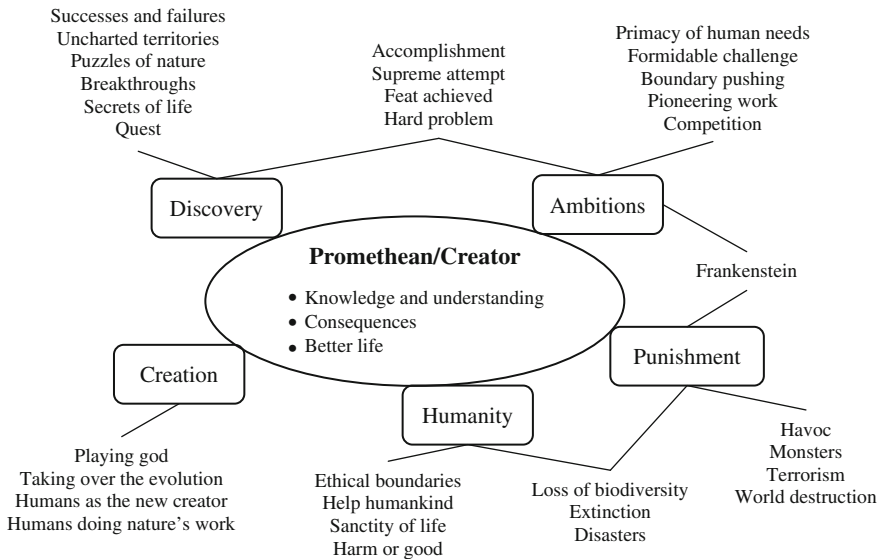 Successes and failures
Uncharted territories
Puzzles of nature
Breakthroughs
Secrets of life
Quest
Accomplishment
Supreme attempt
Feat achieved
Hard problem
Primacy of human needs
Formidable challenge
Boundary pushing
Pioneering work
Competition
Discovery
Ambitions
Promethean/Creator
• Knowledge and understanding
• Consequences
• Better life
Frankenstein
Creation
Humanity
Punishment
Playing god
Taking over the evolution
Humans as the new creator
Humans doing nature's work
Ethical boundaries
Help humankind
Sanctity of life
Harm or good
Loss of biodiversity
Extinction
Disasters
Havoc
Monsters
Terrorism
World destruction